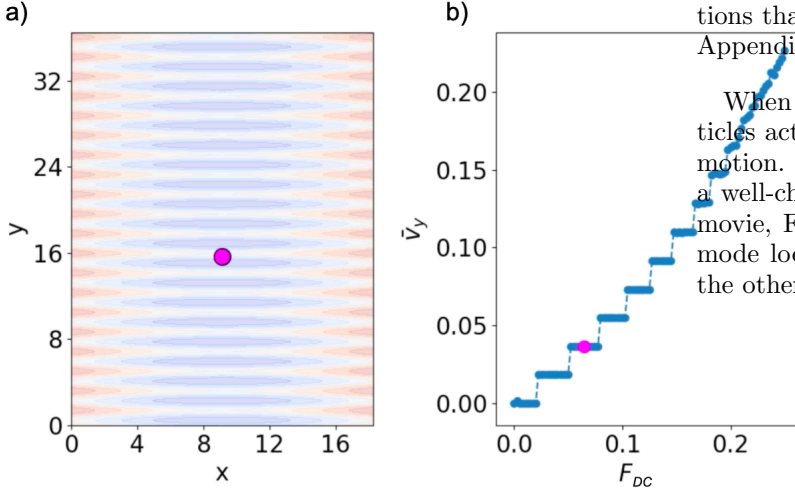 a)
32
24
16
8
0
y
0 4 8 12 16
x
b)
0.20
0.15
0.10
0.05
0.00
v̄y
0.0 0.1 0.2
FDC
tions tha
Appendi
When
ticles act
motion.
a well-ch
movie, F
mode loc
the other